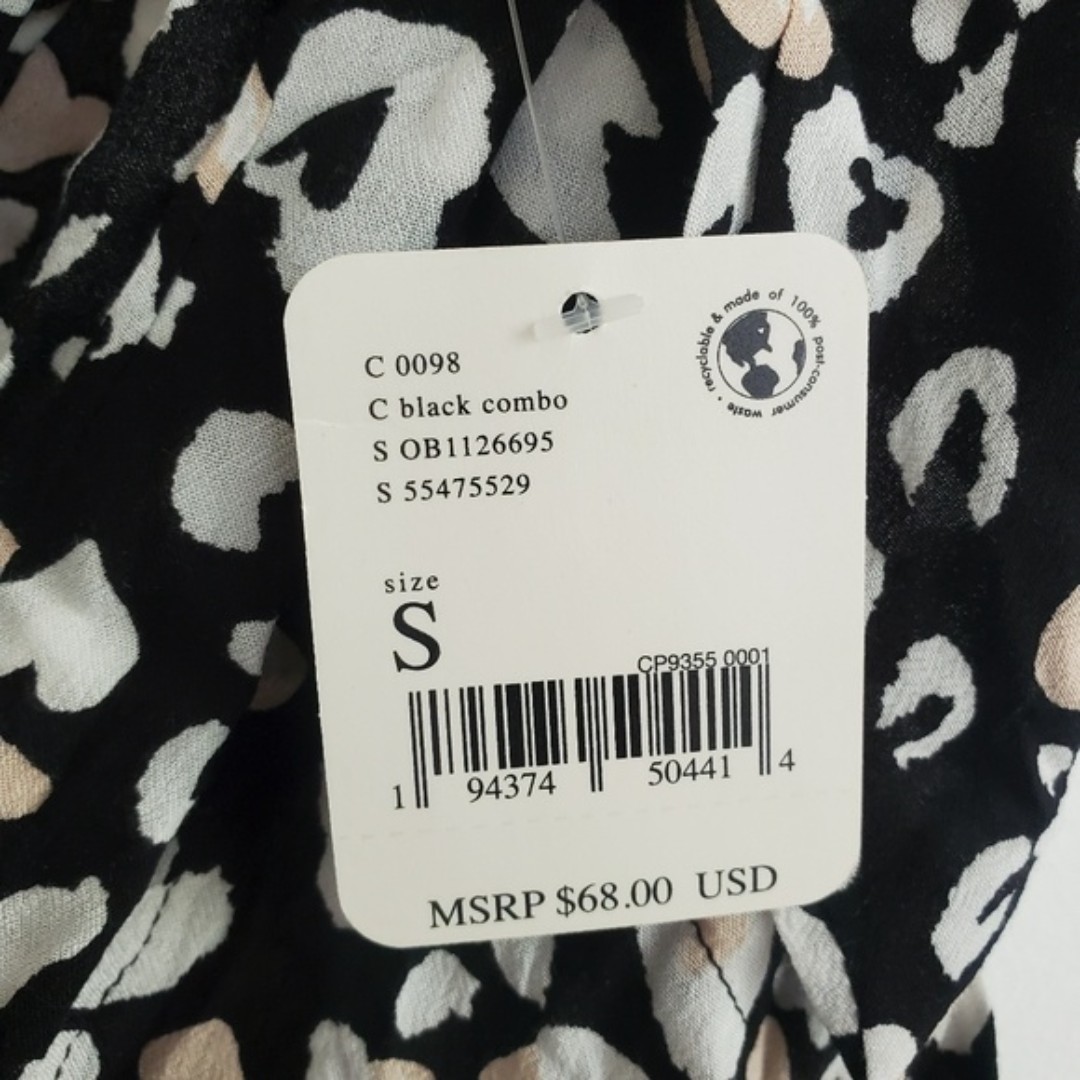 recyclable & made of 100% post-consumer waste •
C 0098
C black combo
S OB1126695
S 55475529
size
S
CP9355 0001
1 94374 50441 4
MSRP $68.00 USD